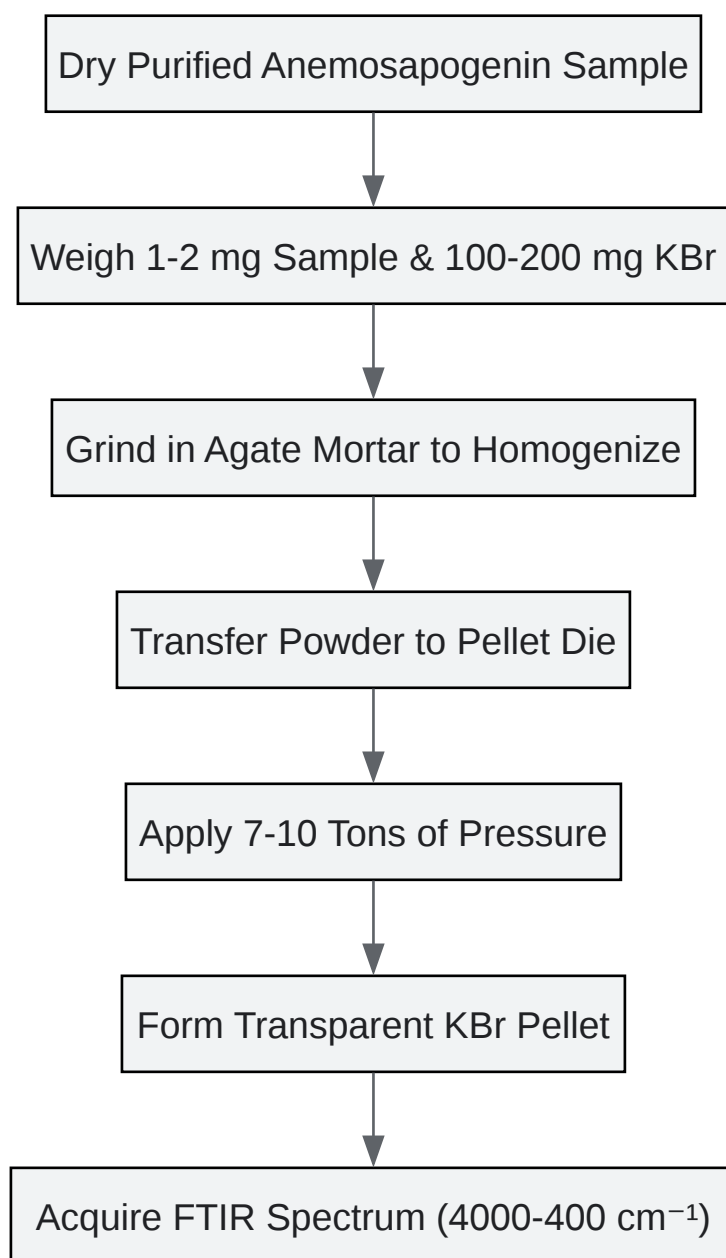 Dry Purified Anemosapogenin Sample
Weigh 1-2 mg Sample & 100-200 mg KBr
Grind in Agate Mortar to Homogenize
Transfer Powder to Pellet Die
Apply 7-10 Tons of Pressure
Form Transparent KBr Pellet
Acquire FTIR Spectrum (4000-400 cm⁻¹)